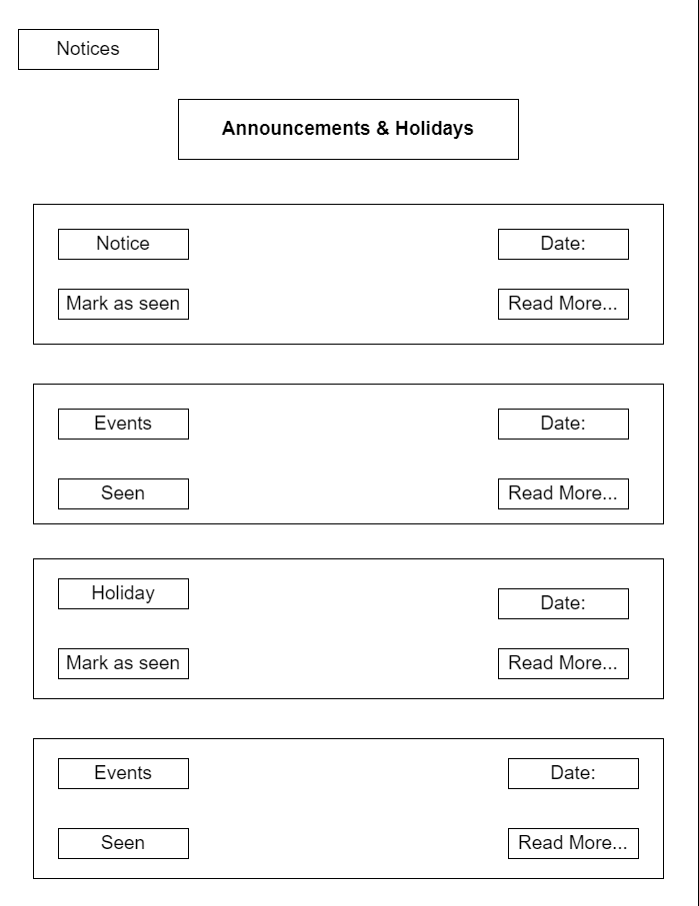 Notices
Announcements & Holidays
Notice
Date:
Mark as seen
Read More...
Events
Date:
Seen
Read More...
Holiday
Date:
Mark as seen
Read More...
Events
Date:
Seen
Read More...